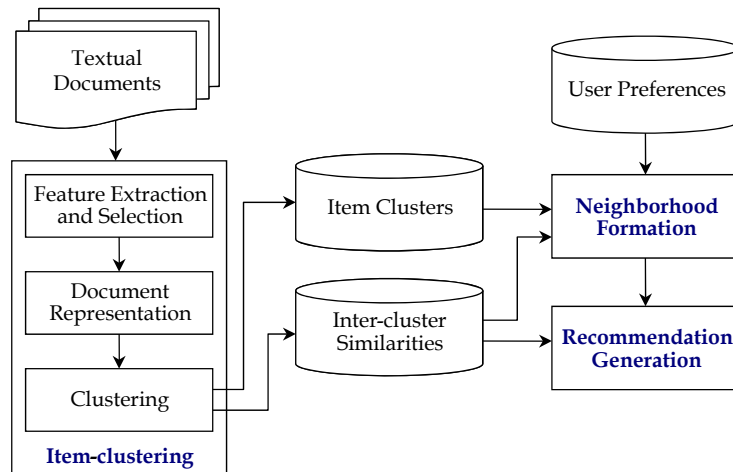 Textual
Documents
User Preferences
Feature Extraction
and Selection
Item Clusters
Neighborhood
Formation
Document
Representation
Inter-cluster
Similarities
Recommendation
Generation
Clustering
Item-clustering